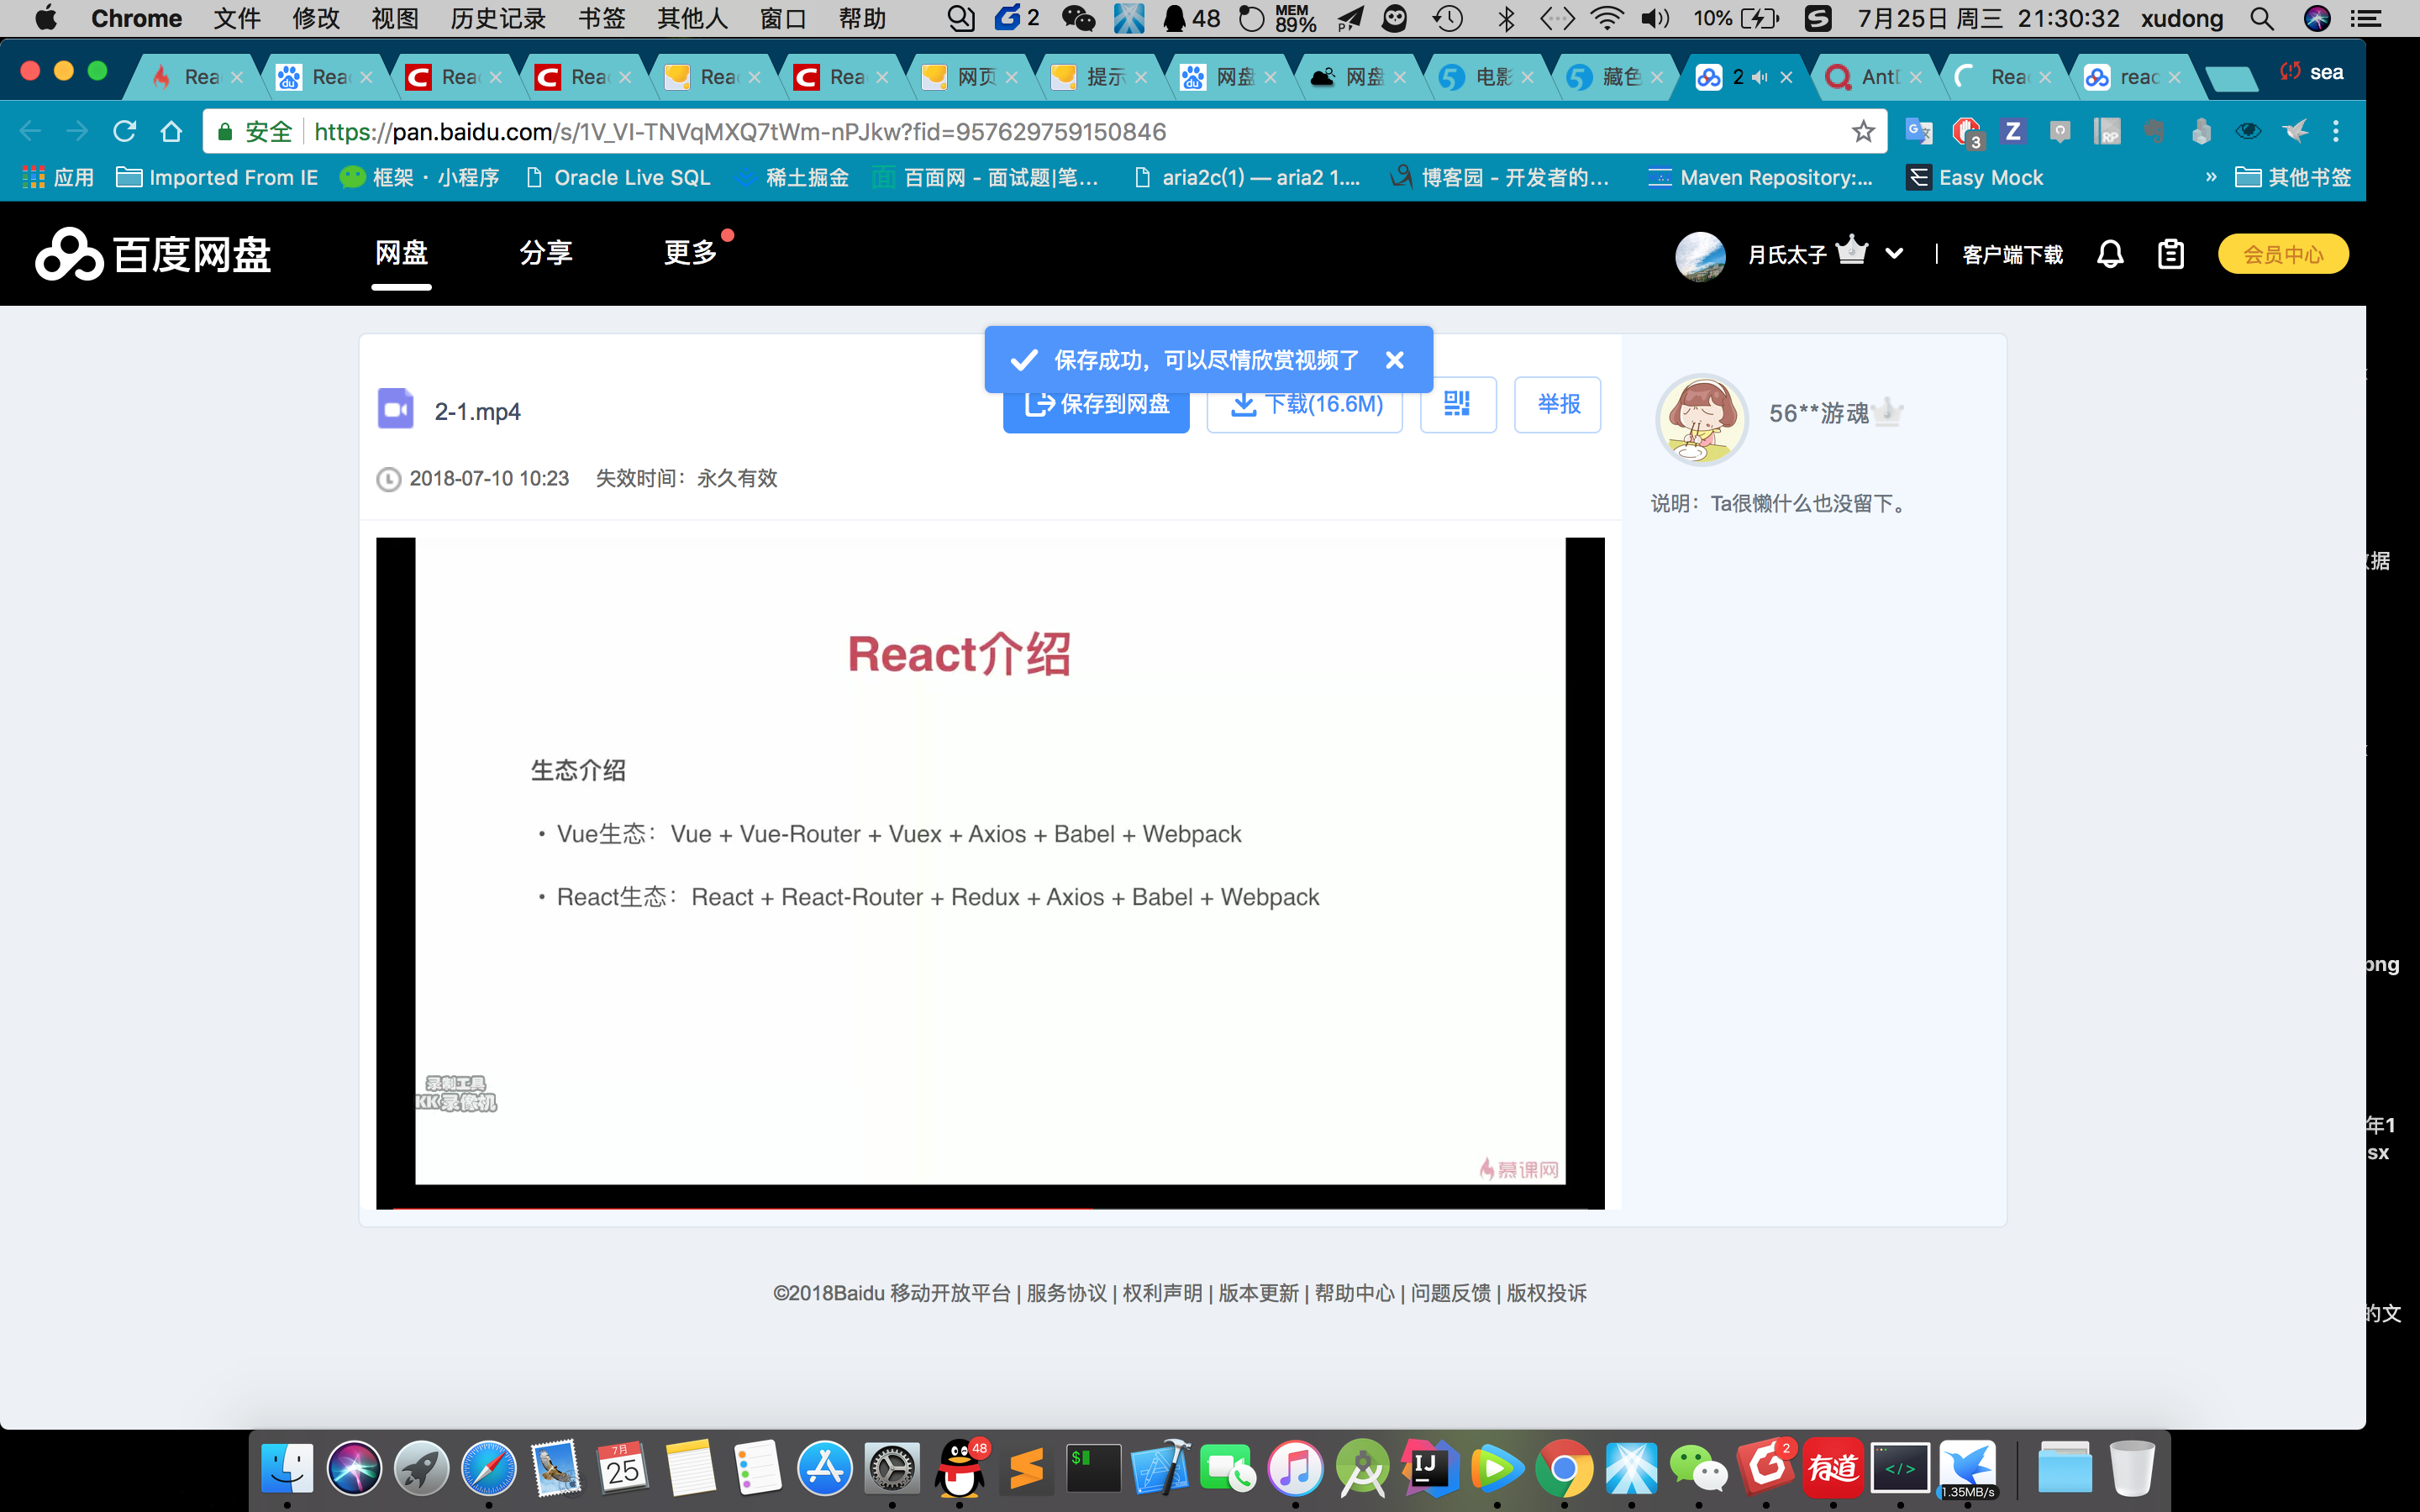 Chrome 文件 修改 视图 历史记录 书签 其他人 窗口 帮助 2 48 MEM 89% 10% 7月25日 周三 21:30:32 xudong
Rea Rea Rea Rea Rea Rea 网页 提示 网盘 网盘 电影 藏色 2 Ant Rea reac sea
安全 https://pan.baidu.com/s/1V_VI-TNVqMXQ7tWm-nPJkw?fid=957629759150846 3
应用 Imported From IE 框架 · 小程序 Oracle Live SQL 稀土掘金 百面网 - 面试题|笔... aria2c(1) — aria2 1.... 博客园 - 开发者的... Maven Repository:... Easy Mock » 其他书签
百度网盘 网盘 分享 更多 月氏太子 客户端下载 会员中心
保存成功，可以尽情欣赏视频了
2-1.mp4 保存到网盘 下载(16.6M) 举报
56**游魂
2018-07-10 10:23 失效时间：永久有效
说明：Ta很懒什么也没留下。
据
React介绍
生态介绍
• Vue生态：Vue + Vue-Router + Vuex + Axios + Babel + Webpack
• React生态：React + React-Router + Redux + Axios + Babel + Webpack
png
录制工具
KK录像机
年1
sx
慕课网
©2018Baidu 移动开放平台 | 服务协议 | 权利声明 | 版本更新 | 帮助中心 | 问题反馈 | 版权投诉
的文
7月
25
48
2
有道
1.35MB/s